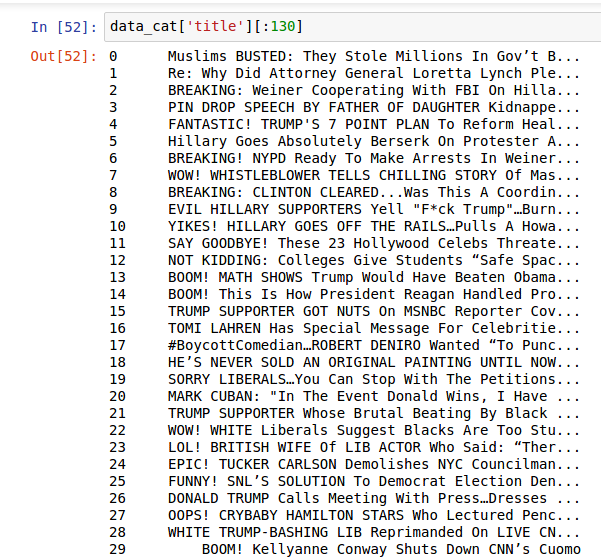 In [52]: data_cat['title'][:130]
Out[52]: 0 Muslims BUSTED: They Stole Millions In Gov’t B...
1 Re: Why Did Attorney General Loretta Lynch Ple...
2 BREAKING: Weiner Cooperating With FBI On Hilla...
3 PIN DROP SPEECH BY FATHER OF DAUGHTER Kidnappe...
4 FANTASTIC! TRUMP'S 7 POINT PLAN To Reform Heal...
5 Hillary Goes Absolutely Berserk On Protester A...
6 BREAKING! NYPD Ready To Make Arrests In Weiner...
7 WOW! WHISTLEBLOWER TELLS CHILLING STORY Of Mas...
8 BREAKING: CLINTON CLEARED...Was This A Coordin...
9 EVIL HILLARY SUPPORTERS Yell "F*ck Trump"…Burn...
10 YIKES! HILLARY GOES OFF THE RAILS…Pulls A Howa...
11 SAY GOODBYE! These 23 Hollywood Celebs Threate...
12 NOT KIDDING: Colleges Give Students “Safe Spac...
13 BOOM! MATH SHOWS Trump Would Have Beaten Obama...
14 BOOM! This Is How President Reagan Handled Pro...
15 TRUMP SUPPORTER GOT NUTS On MSNBC Reporter Cov...
16 TOMI LAHREN Has Special Message For Celebritie...
17 #BoycottComedian…ROBERT DENIRO Wanted “To Punc...
18 HE’S NEVER SOLD AN ORIGINAL PAINTING UNTIL NOW...
19 SORRY LIBERALS…You Can Stop With The Petitions...
20 MARK CUBAN: "In The Event Donald Wins, I Have ...
21 TRUMP SUPPORTER Whose Brutal Beating By Black ...
22 WOW! WHITE Liberals Suggest Blacks Are Too Stu...
23 LOL! BRITISH WIFE Of LIB ACTOR Who Said: “Ther...
24 EPIC! TUCKER CARLSON Demolishes NYC Councilman...
25 FUNNY! SNL’S SOLUTION To Democrat Election Den...
26 DONALD TRUMP Calls Meeting With Press…Dresses ...
27 OOPS! CRYBABY HAMILTON STARS Who Lectured Penc...
28 WHITE TRUMP-BASHING LIB Reprimanded On LIVE CN...
29 BOOM! Kellyanne Conway Shuts Down CNN’s Cuomo